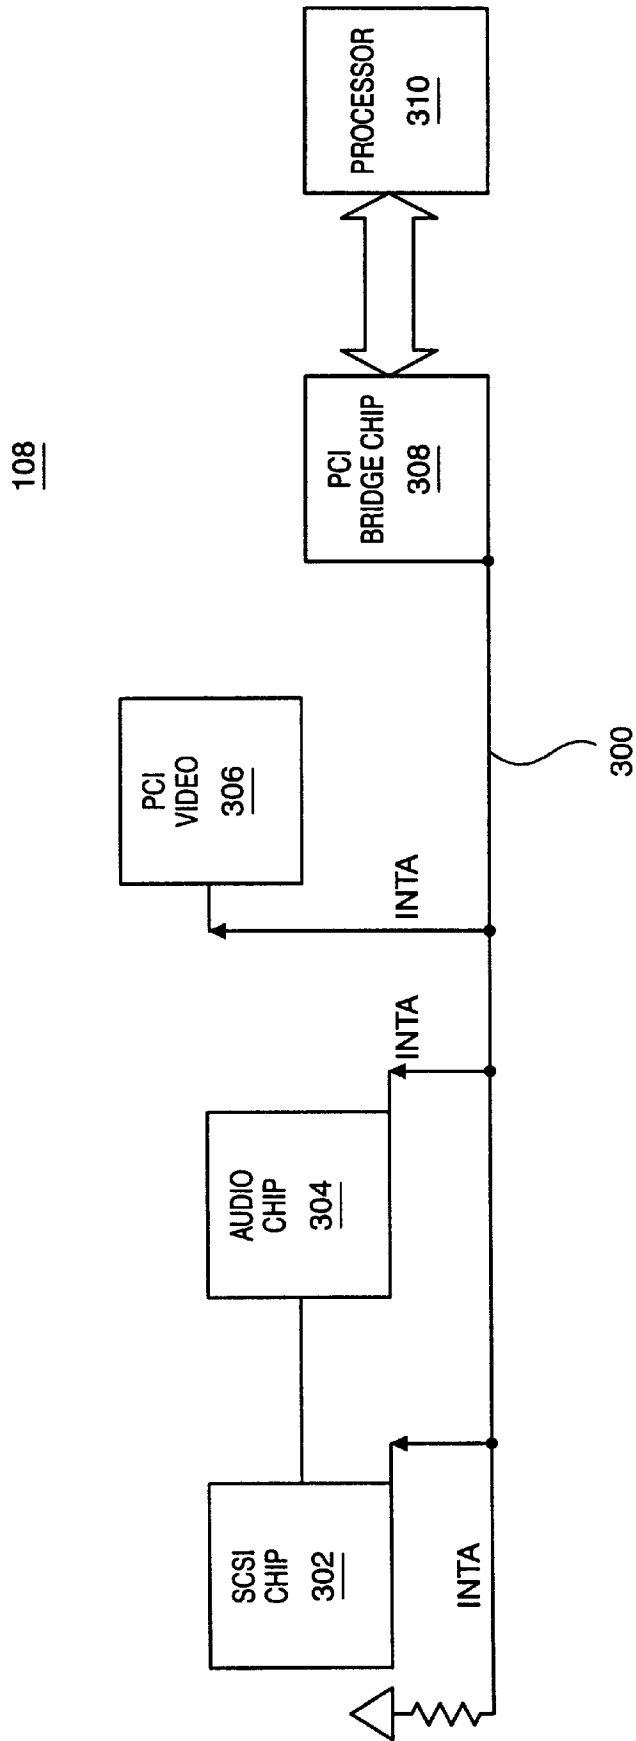 108
SCSI
CHIP
302
AUDIO
CHIP
304
PCI
VIDEO
306
PCI
BRIDGE CHIP
308
PROCESSOR
310
INTA
INTA
INTA
300